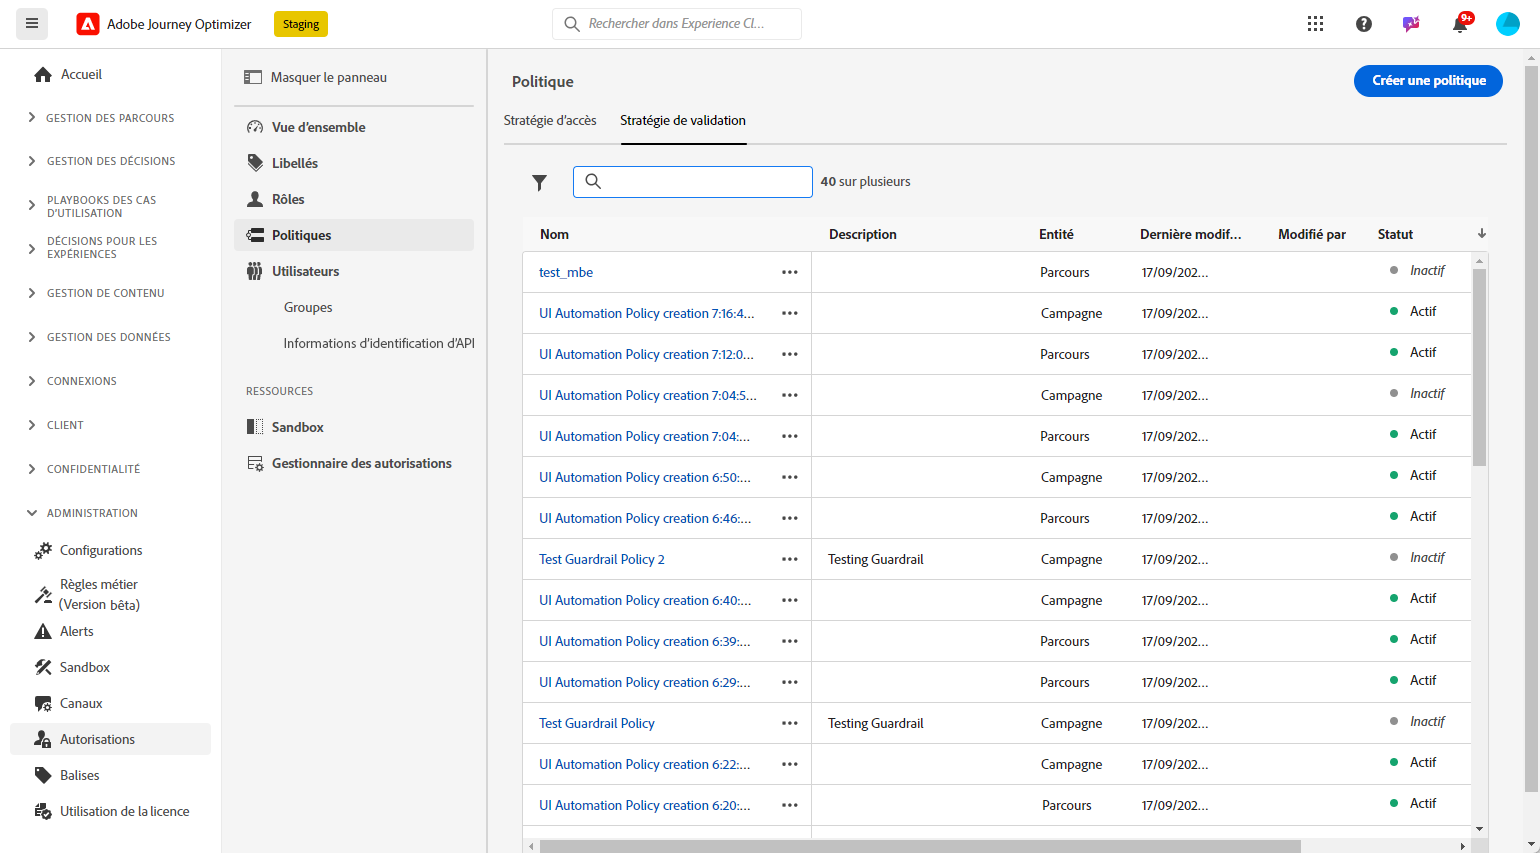 Adobe Journey Optimizer
Staging
Rechercher dans Experience Cl...
9+
Accueil
GESTION DES PARCOURS
GESTION DES DÉCISIONS
PLAYBOOKS DES CAS
D'UTILISATION
DÉCISIONS POUR LES
EXPÉRIENCES
GESTION DE CONTENU
GESTION DES DONNÉES
CONNEXIONS
CLIENT
CONFIDENTIALITÉ
ADMINISTRATION
Configurations
Règles métier
(Version bêta)
Alerts
Sandbox
Canaux
Autorisations
Balises
Utilisation de la licence
Masquer le panneau
Vue d'ensemble
Libellés
Rôles
Politiques
Utilisateurs
Groupes
Informations d'identification d'API
RESSOURCES
Sandbox
Gestionnaire des autorisations
Politique
Créer une politique
Stratégie d'accès Stratégie de validation
40 sur plusieurs
Nom Description Entité Dernière modif... Modifié par Statut
test_mbe Parcours 17/09/202... Inactif
UI Automation Policy creation 7:16:4... Campagne 17/09/202... Actif
UI Automation Policy creation 7:12:0... Parcours 17/09/202... Actif
UI Automation Policy creation 7:04:5... Campagne 17/09/202... Inactif
UI Automation Policy creation 7:04:... Parcours 17/09/202... Actif
UI Automation Policy creation 6:50:... Campagne 17/09/202... Actif
UI Automation Policy creation 6:46:... Parcours 17/09/202... Actif
Test Guardrail Policy 2 Testing Guardrail Campagne 17/09/202... Inactif
UI Automation Policy creation 6:40:... Campagne 17/09/202... Actif
UI Automation Policy creation 6:39:... Parcours 17/09/202... Actif
UI Automation Policy creation 6:29:... Parcours 17/09/202... Actif
Test Guardrail Policy Testing Guardrail Campagne 17/09/202... Inactif
UI Automation Policy creation 6:22:... Campagne 17/09/202... Actif
UI Automation Policy creation 6:20:... Parcours 17/09/202... Actif